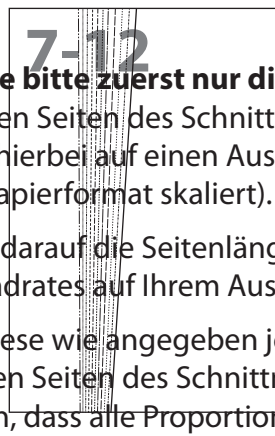 7-12
e bitte zuerst nur di
en Seiten des Schnitt
hierbei auf einen Aus
apierformat skaliert).
darauf die Seitenläng
drates auf Ihrem Aus
ese wie angegeben je
en Seiten des Schnittm
n, dass alle Proportion